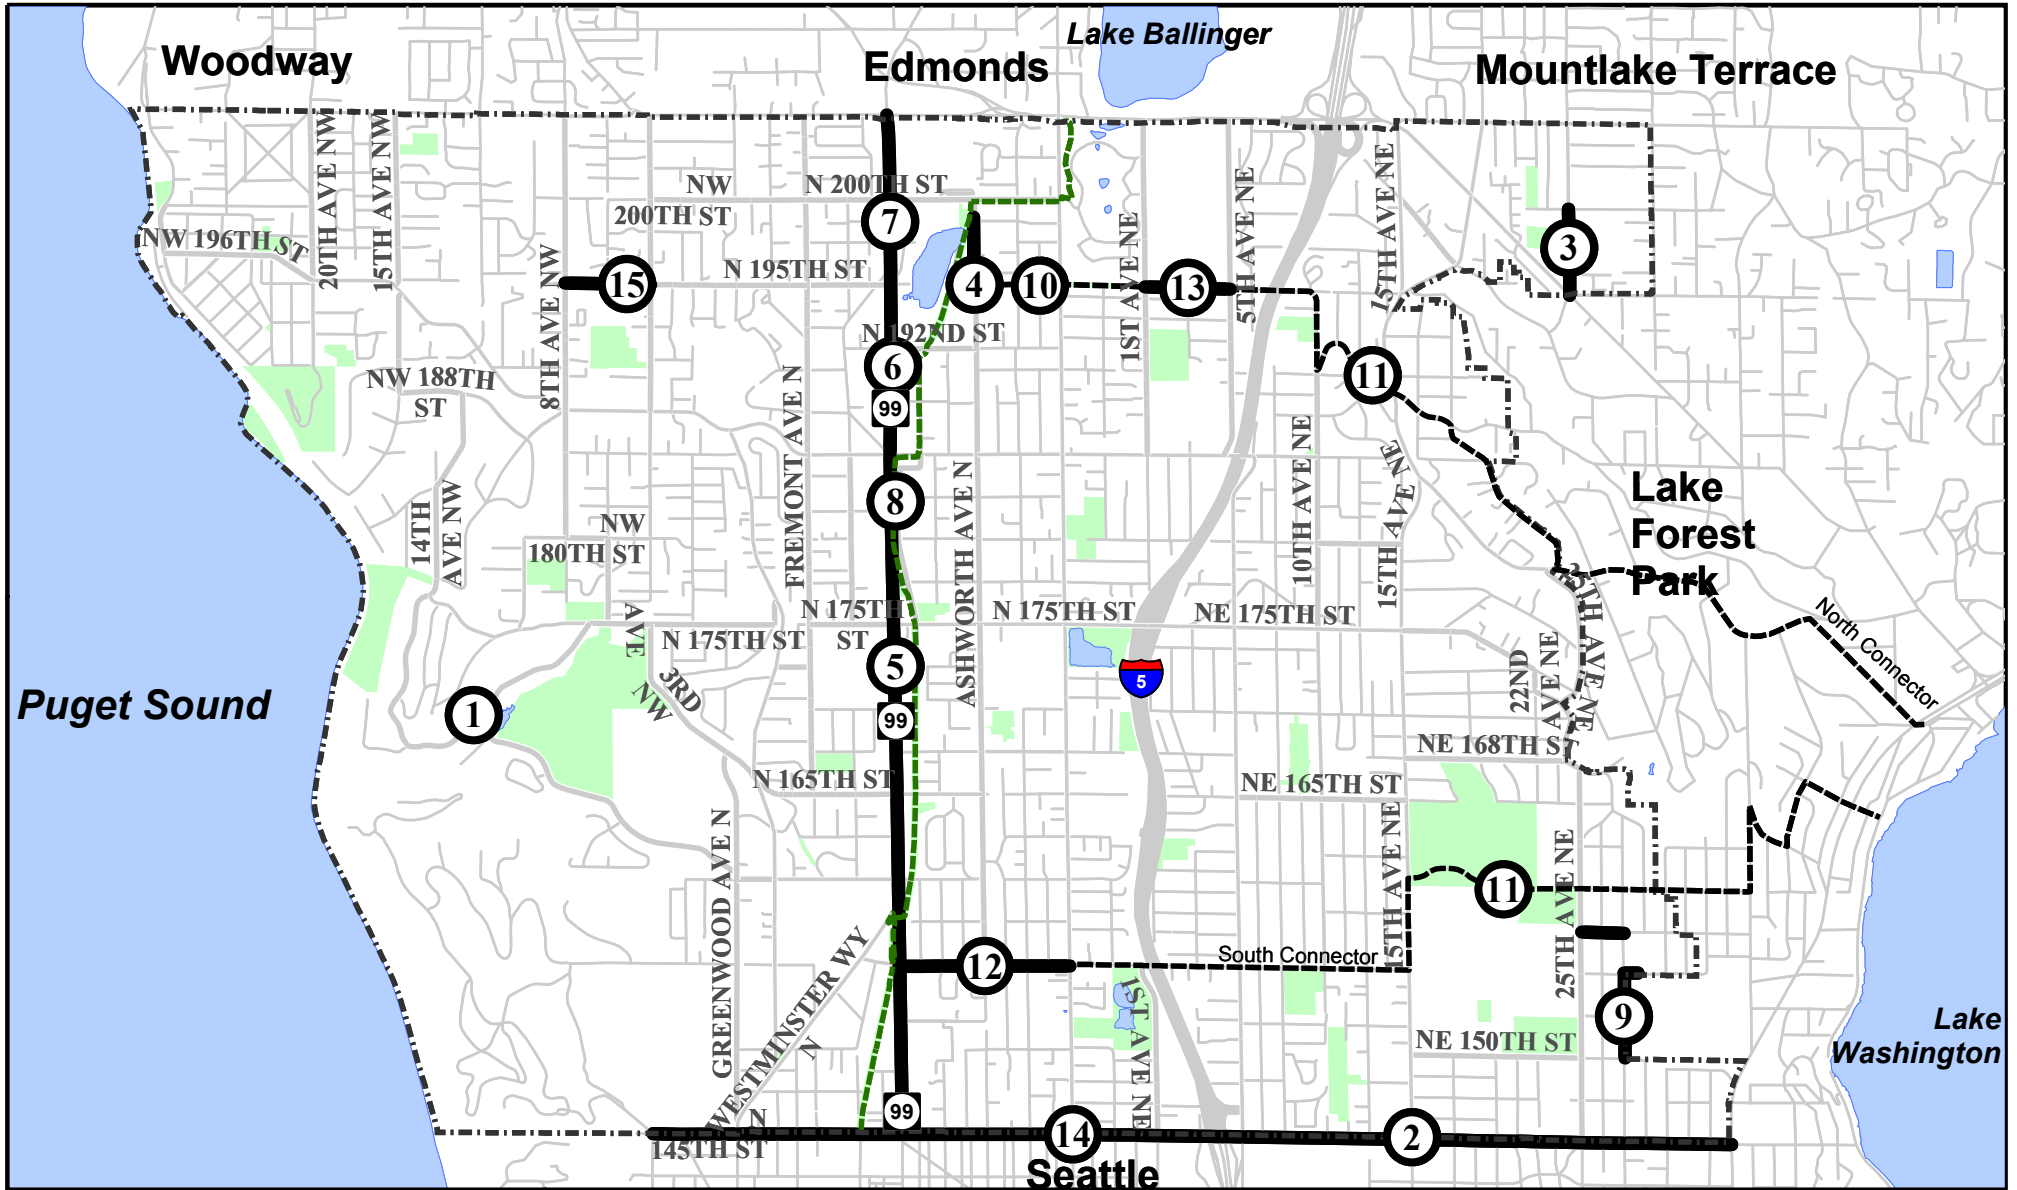 Lake Ballinger
Woodway
Edmonds
Mountlake Terrace
20TH AVE NW
15TH AVE NW
NW
200TH ST
N 200TH ST
7
NW 196TH ST
8TH AVE NW
15
N 195TH ST
4
10
1ST AVE NE
13
5TH AVE NE
15TH AVE NE
3
N 192ND ST
6
99
NW 188TH
ST
FREMONT AVE N
11
10TH AVE NE
15TH AVE NE
8
ASHWORTH AVE N
Lake
Forest
Park
14TH
AVE NW
NW
180TH ST
25TH AVE NE
North Connector
N 175TH
ST
N 175TH ST
NE 175TH ST
N 175TH ST
3RD
AVE
NW
5
99
5
22ND
AVE NE
1
Puget Sound
NE 168TH ST
N 165TH ST
NE 165TH ST
GREENWOOD AVE N
15TH AVE NE
25TH AVE NE
11
WESTMINSTER WY
N
12
South Connector
1ST AVE NE
9
NE 150TH ST
Lake
Washington
99
N
145TH ST
14
2
Seattle